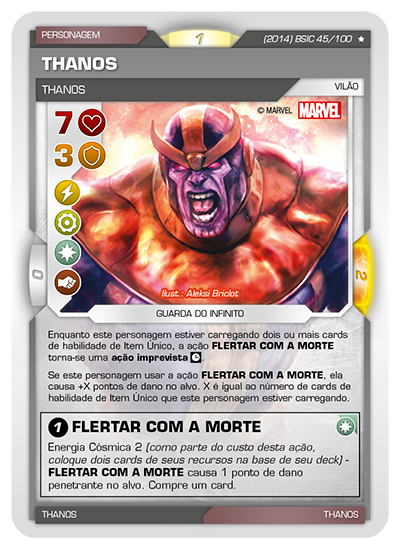 PERSONAGEM
1
(2014) BSIC 45/100 ★
THANOS
THANOS
VILÃO
© MARVEL MARVEL
7
3
0
2
Ilust.: Aleksi Briclot
GUARDA DO INFINITO
Enquanto este personagem estiver carregando dois ou mais cards
de habilidade de Item Único, a ação FLERTAR COM A MORTE
torna-se uma ação imprevista.
Se este personagem usar a ação FLERTAR COM A MORTE, ela
causa +X pontos de dano no alvo. X é igual ao número de cards de
habilidade de Item Único que este personagem estiver carregando.
1 FLERTAR COM A MORTE
Energia Cósmica 2 (como parte do custo desta ação,
coloque dois cards de seus recursos na base de seu deck) -
FLERTAR COM A MORTE causa 1 ponto de dano
penetrante no alvo. Compre um card.
THANOS
THANOS